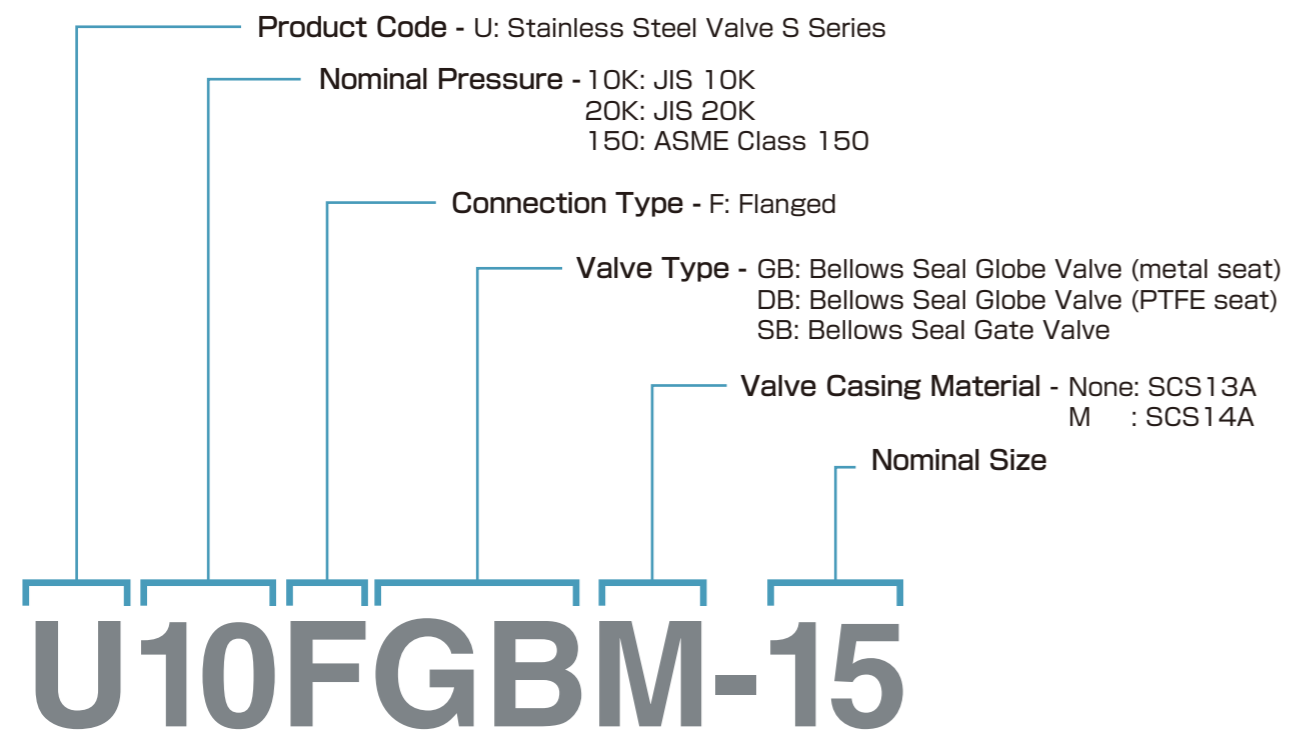 Product Code - U: Stainless Steel Valve S Series
Nominal Pressure - 10K: JIS 10K
20K: JIS 20K
150: ASME Class 150
Connection Type - F: Flanged
Valve Type - GB: Bellows Seal Globe Valve (metal seat)
DB: Bellows Seal Globe Valve (PTFE seat)
SB: Bellows Seal Gate Valve
Valve Casing Material - None: SCS13A
M : SCS14A
Nominal Size
U10FGBM-15